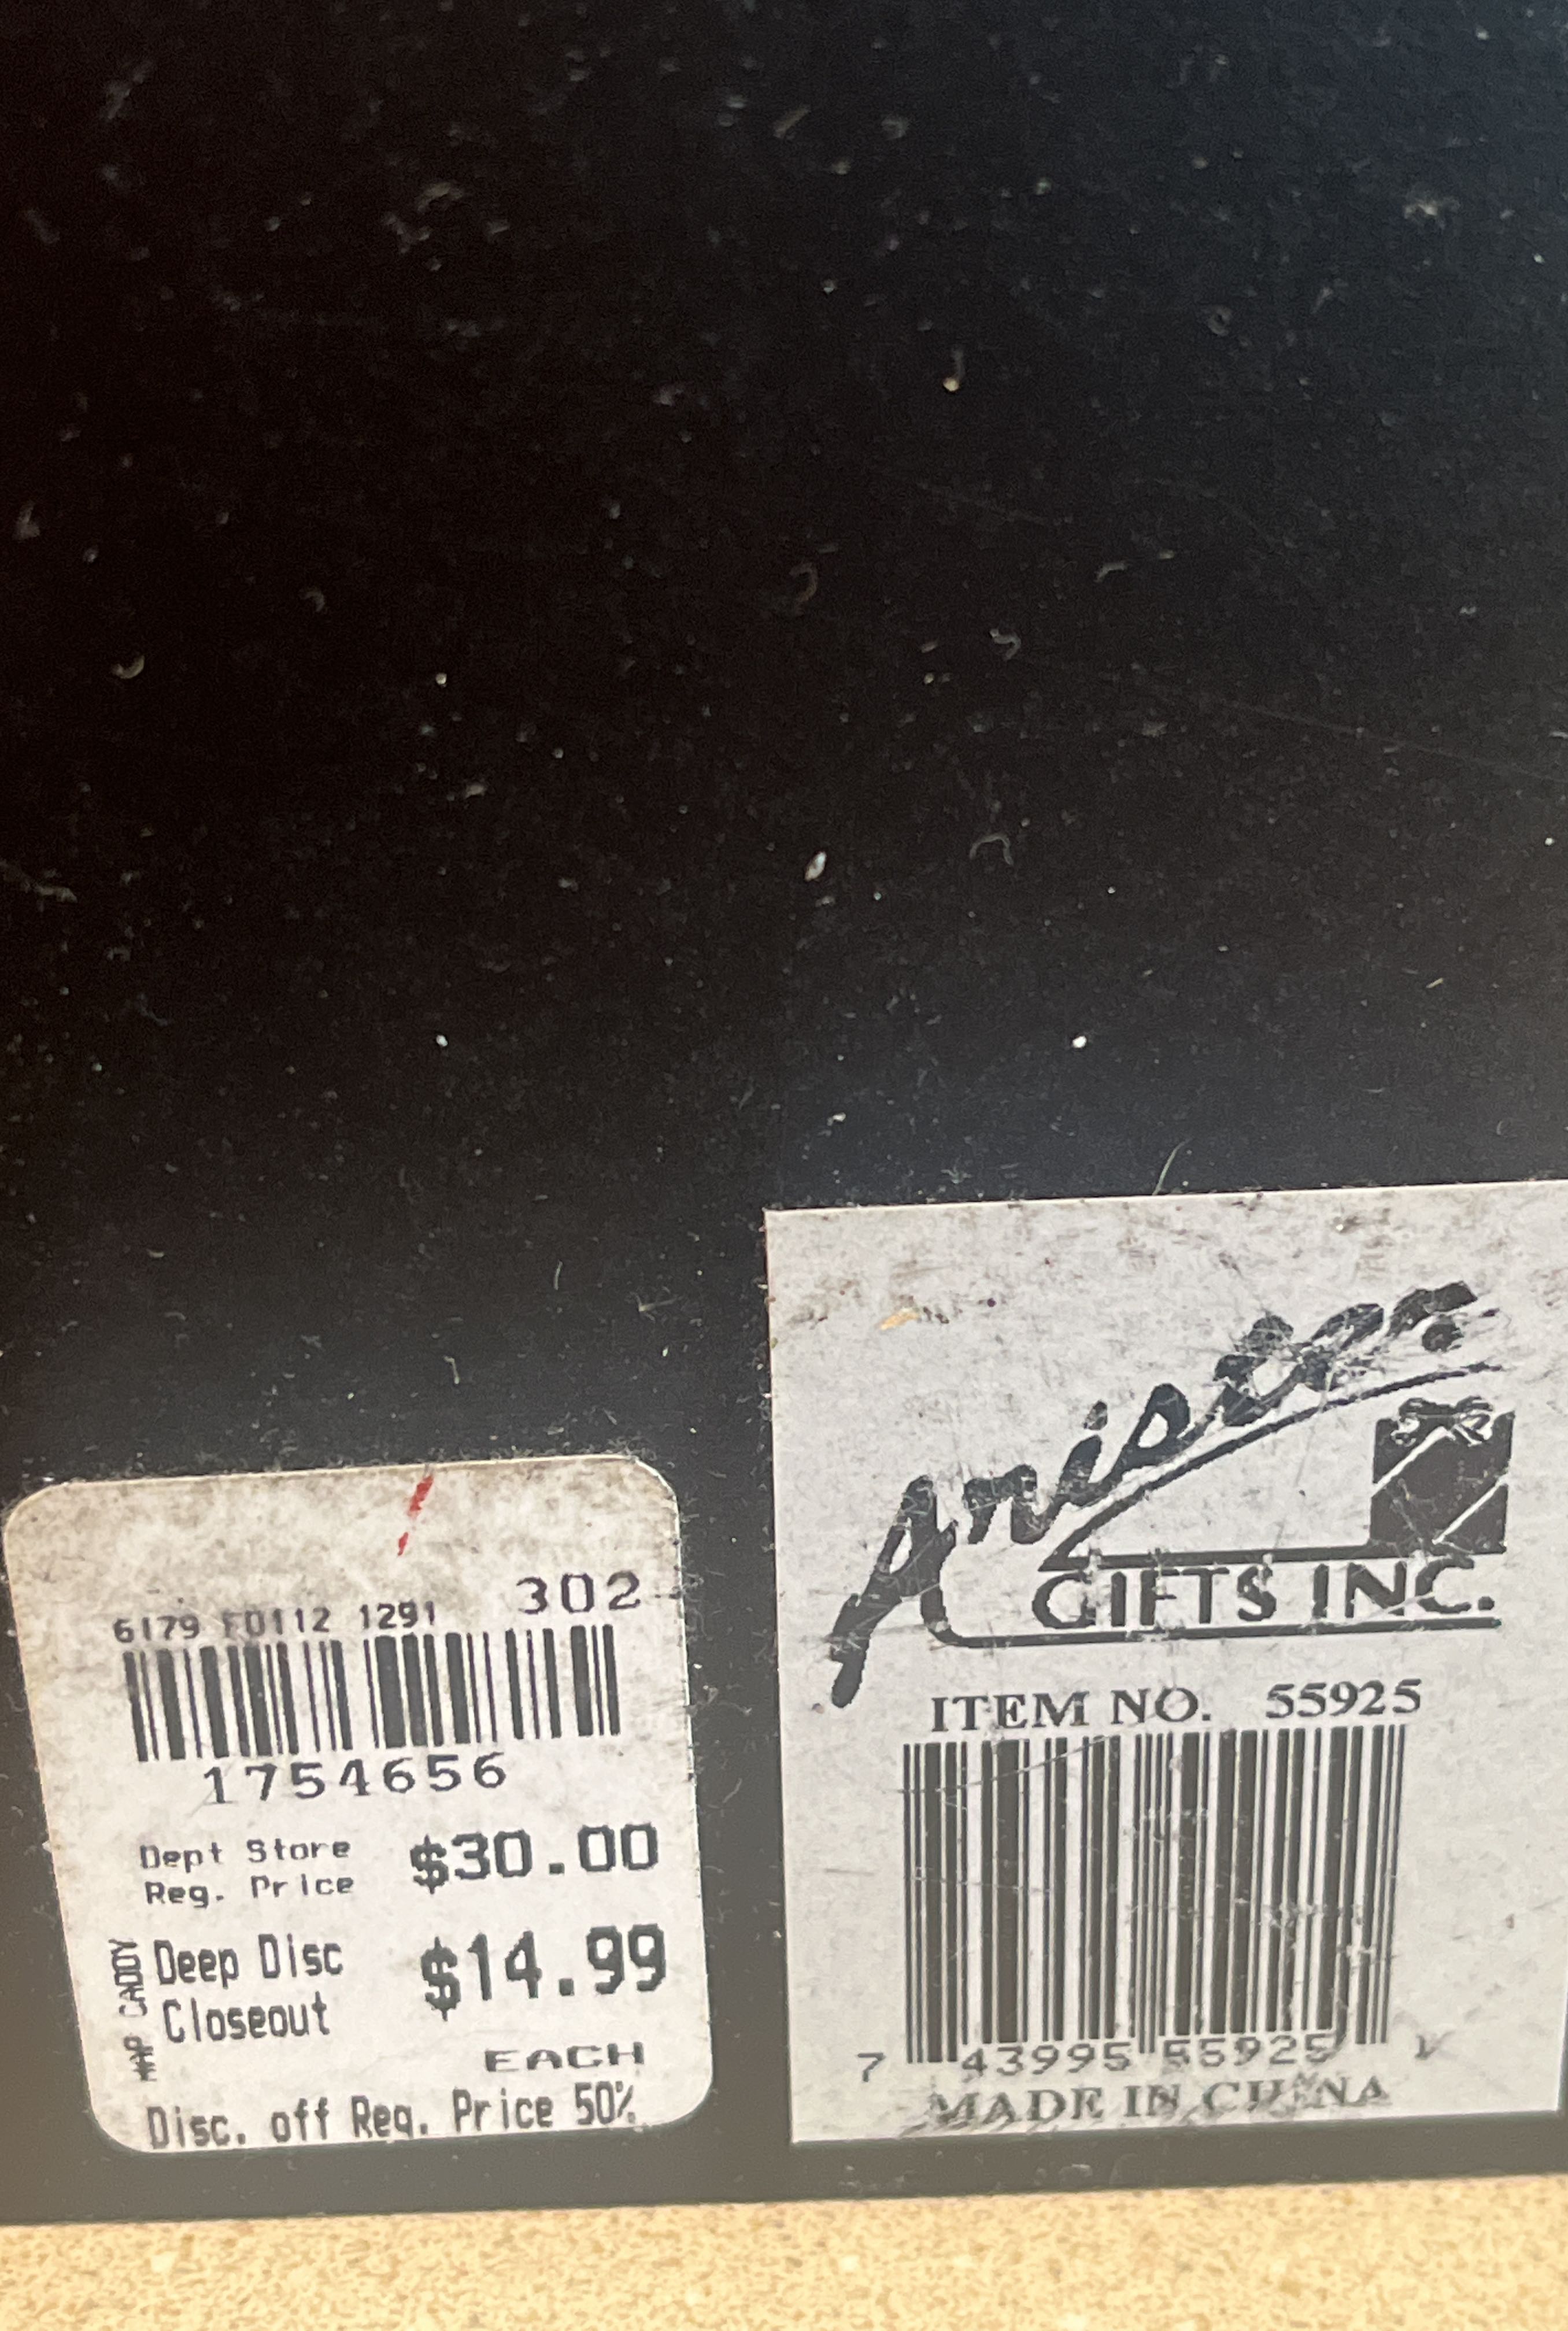 302
6179 F0112 1291
1754656
Dept Store
Reg. Price
$30.00
Deep Disc
Closeout
$14.99
CADDY
EACH
Disc. off Reg. Price 50%
GIFTS INC.
ITEM NO. 55925
7 43995 55925
MADE IN CHINA